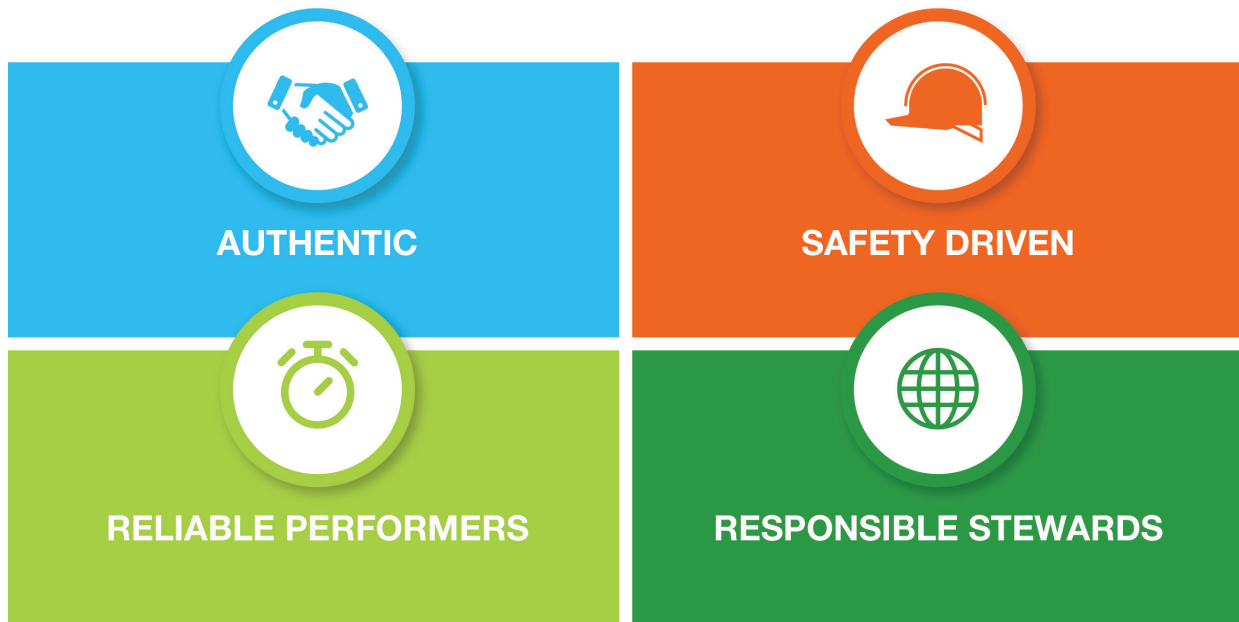 AUTHENTIC
SAFETY DRIVEN
RELIABLE PERFORMERS
RESPONSIBLE STEWARDS